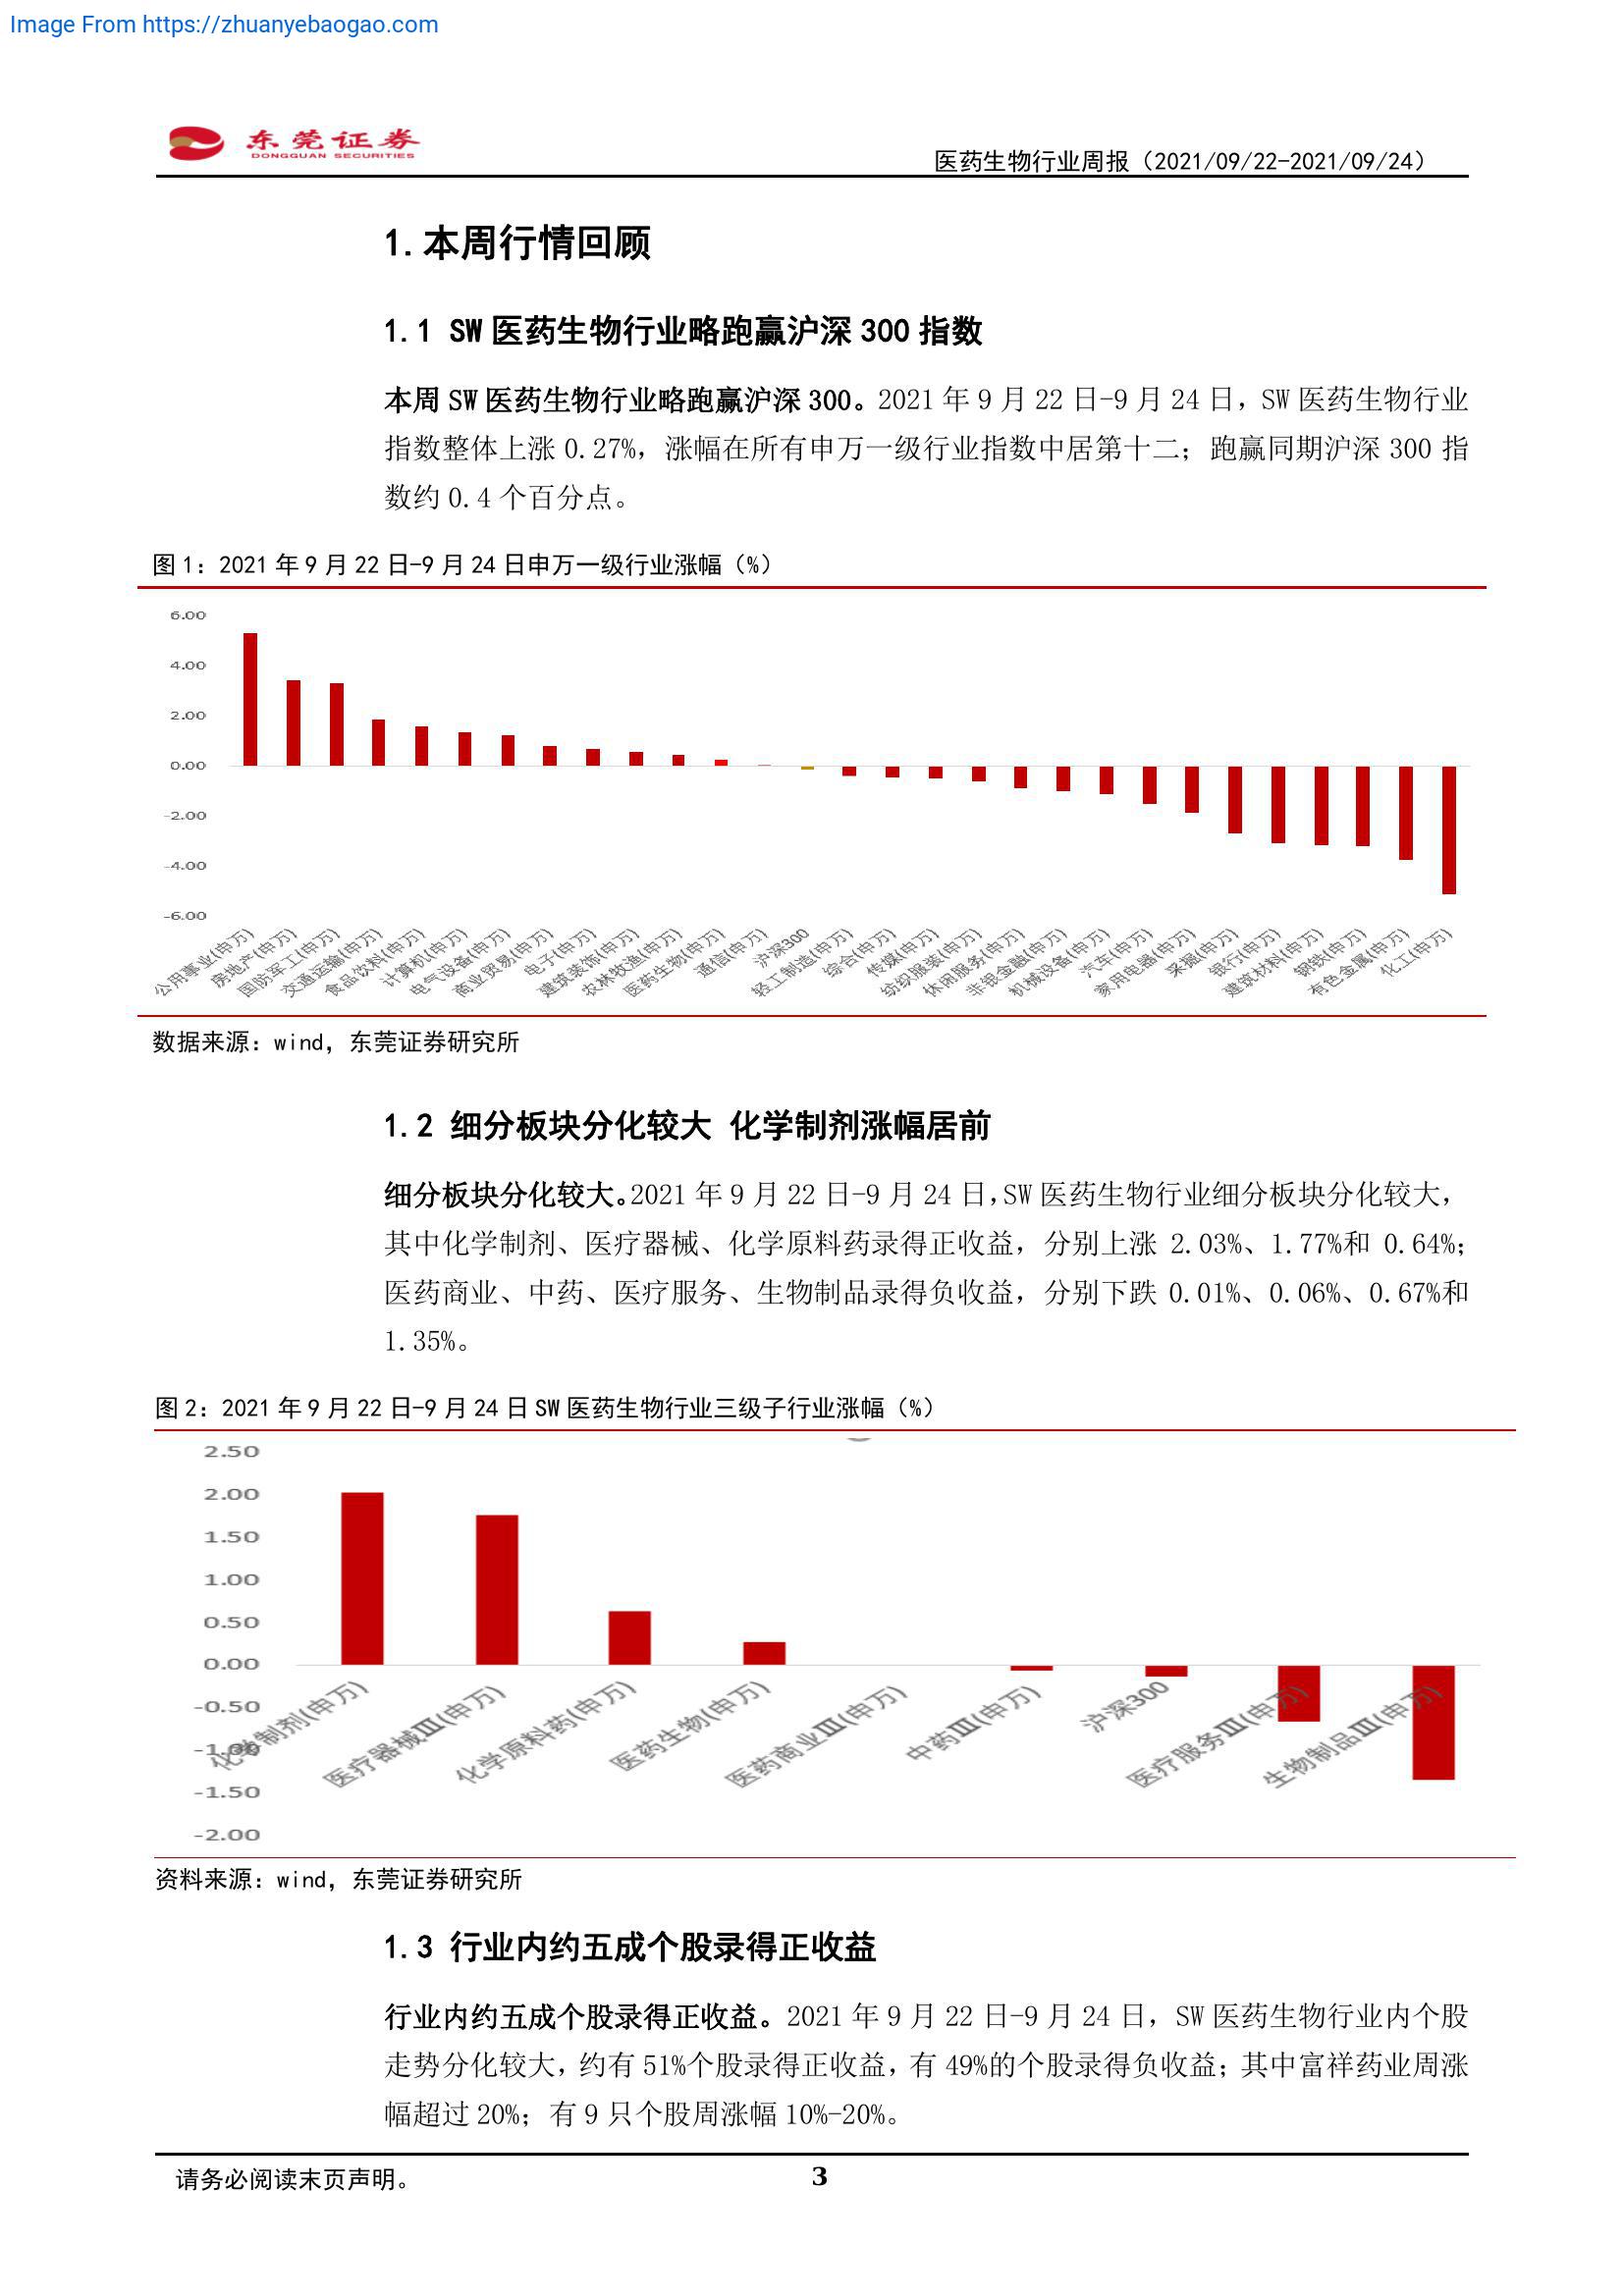 Image From https://zhuanyebaogao.com
东莞证券
DONGGUAN SECURITIES
医药生物行业周报（2021/09/22-2021/09/24）
1.本周行情回顾
1.1 SW 医药生物行业略跑赢沪深 300 指数
本周 SW 医药生物行业略跑赢沪深 300。2021 年 9 月 22 日-9 月 24 日，SW 医药生物行业
指数整体上涨 0.27%，涨幅在所有申万一级行业指数中居第十二；跑赢同期沪深 300 指
数约 0.4 个百分点。
图 1：2021 年 9 月 22 日-9 月 24 日申万一级行业涨幅（%）
6.00
4.00
2.00
0.00
-2.00
-4.00
-6.00
公用事业(申万)
房地产(申万)
国防军工(申万)
交通运输(申万)
食品饮料(申万)
计算机(申万)
电气设备(申万)
商业贸易(申万)
电子(申万)
建筑装饰(申万)
农林牧渔(申万)
医药生物(申万)
通信(申万)
沪深300
轻工制造(申万)
综合(申万)
传媒(申万)
纺织服装(申万)
休闲服务(申万)
非银金融(申万)
机械设备(申万)
汽车(申万)
家用电器(申万)
采掘(申万)
银行(申万)
建筑材料(申万)
钢铁(申万)
有色金属(申万)
化工(申万)
数据来源：wind，东莞证券研究所
1.2 细分板块分化较大 化学制剂涨幅居前
细分板块分化较大。2021 年 9 月 22 日-9 月 24 日，SW 医药生物行业细分板块分化较大，
其中化学制剂、医疗器械、化学原料药录得正收益，分别上涨 2.03%、1.77%和 0.64%；
医药商业、中药、医疗服务、生物制品录得负收益，分别下跌 0.01%、0.06%、0.67%和
1.35%。
图 2：2021 年 9 月 22 日-9 月 24 日 SW 医药生物行业三级子行业涨幅（%）
2.50
2.00
1.50
1.00
0.50
0.00
-0.50
-1.00
-1.50
-2.00
化学制剂(申万)
医疗器械Ⅲ(申万)
化学原料药(申万)
医药生物(申万)
医药商业Ⅲ(申万)
中药Ⅲ(申万)
沪深300
医疗服务Ⅲ(申万)
生物制品Ⅲ(申万)
资料来源：wind，东莞证券研究所
1.3 行业内约五成个股录得正收益
行业内约五成个股录得正收益。2021 年 9 月 22 日-9 月 24 日，SW 医药生物行业内个股
走势分化较大，约有 51%个股录得正收益，有 49%的个股录得负收益；其中富祥药业周涨
幅超过 20%；有 9 只个股周涨幅 10%-20%。
请务必阅读末页声明。
3